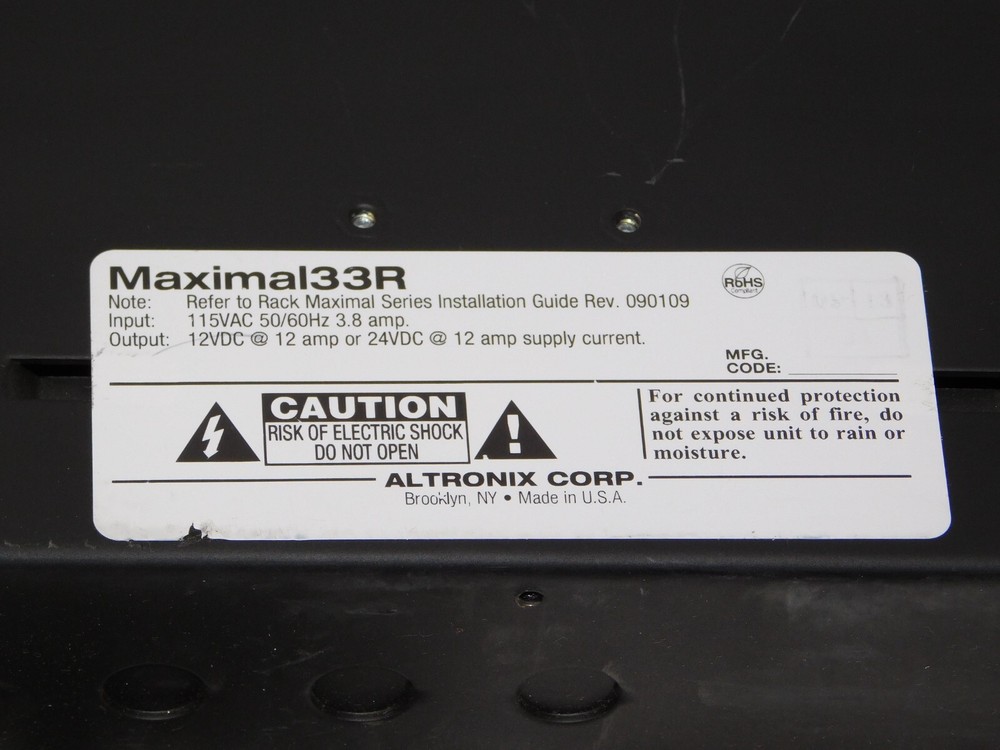 Maximal33R
Note: Refer to Rack Maximal Series Installation Guide Rev. 090109
Input: 115VAC 50/60Hz 3.8 amp.
Output: 12VDC @ 12 amp or 24VDC @ 12 amp supply current.
RoHS
Compliant
MFG.
CODE:
CAUTION
RISK OF ELECTRIC SHOCK
DO NOT OPEN
!
For continued protection
against a risk of fire, do
not expose unit to rain or
moisture.
ALTRONIX CORP.
Brooklyn, NY • Made in U.S.A.